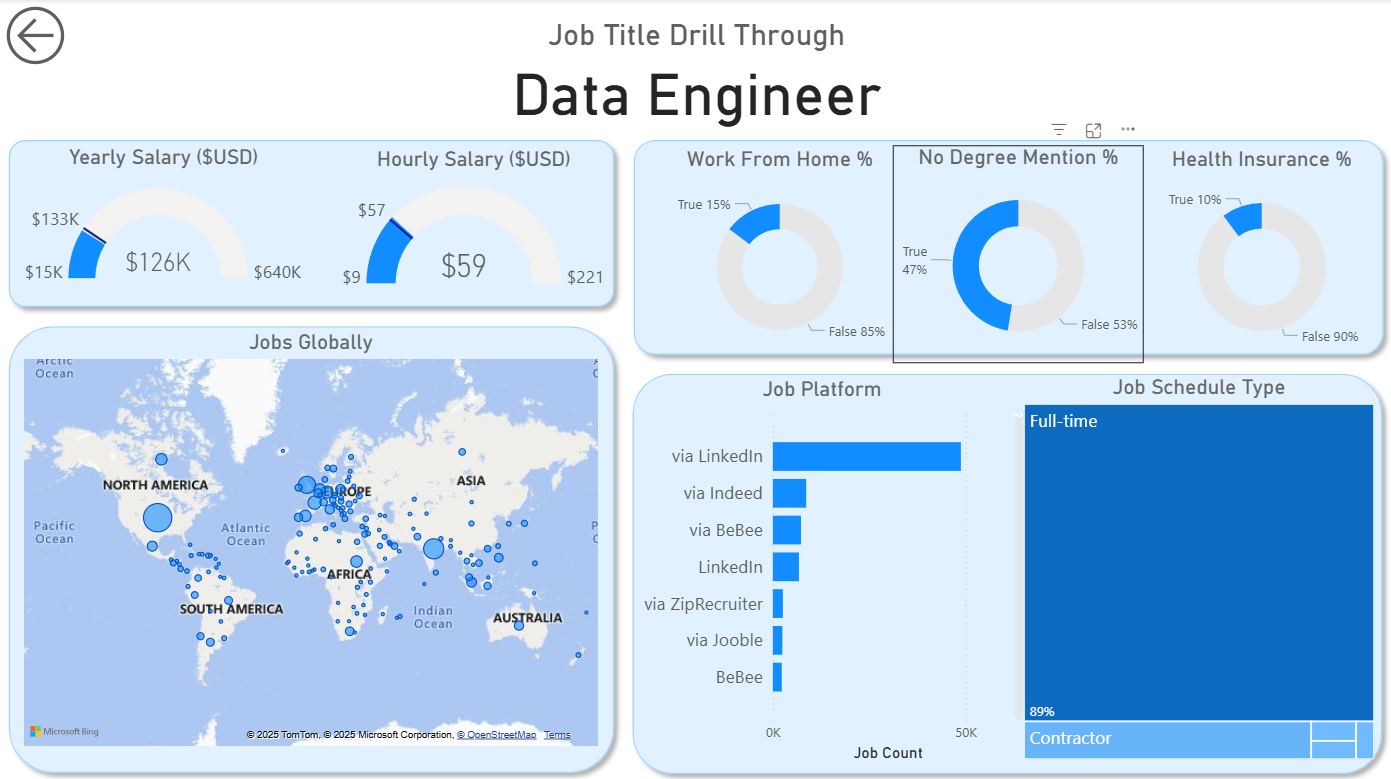 Job Title Drill Through
Data Engineer
Yearly Salary ($USD)
$133K
$15K
$126K
$640K
Hourly Salary ($USD)
$57
$9
$59
$221
Work From Home %
True 15%
False 85%
No Degree Mention %
True
47%
False 53%
Health Insurance %
True 10%
False 90%
Jobs Globally
Arctic
Ocean
NORTH AMERICA
EUROPE
ASIA
Pacific
Ocean
Atlantic
Ocean
AFRICA
SOUTH AMERICA
Indian
Ocean
AUSTRALIA
Microsoft Bing
© 2025 TomTom, © 2025 Microsoft Corporation, © OpenStreetMap Terms
Job Platform
via LinkedIn
via Indeed
via BeBee
LinkedIn
via ZipRecruiter
via Jooble
BeBee
0K
50K
Job Count
Job Schedule Type
Full-time
89%
Contractor